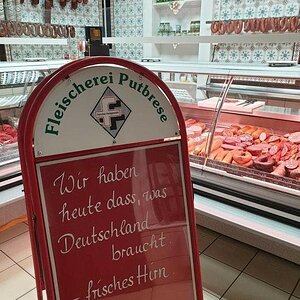 Fleischerei Putbrese
Wir haben
heute dass, was
Deutschland
braucht.
frisches Hirn